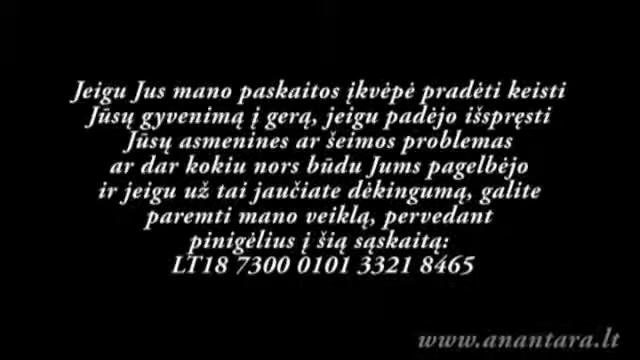 Jeigu Jus mano paskaitos įkvėpė pradėti keisti
Jūsų gyvenimą į gerą, jeigu padėjo išspręsti
Jūsų asmenines ar šeimos problemas
ar dar kokiu nors būdu Jums pagelbėjo
ir jeigu už tai jaučiate dėkingumą, galite
paremti mano veiklą, pervedant
pinigėlius į šią sąskaitą:
LT18 7300 0101 3321 8465
www.anantara.lt